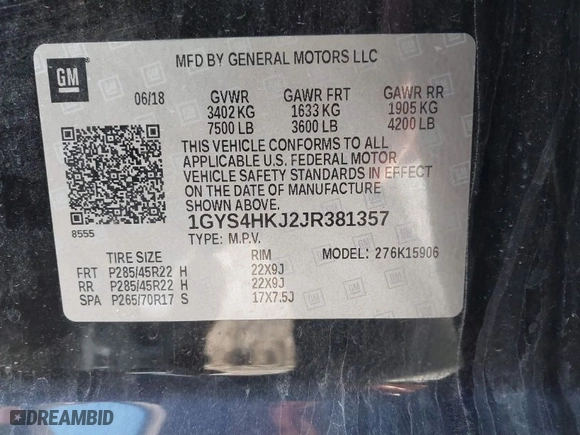 GM
MFD BY GENERAL MOTORS LLC
06/18 GVWR GAWR FRT GAWR RR
3402 KG 1633 KG 1905 KG
7500 LB 3600 LB 4200 LB
THIS VEHICLE CONFORMS TO ALL
APPLICABLE U.S. FEDERAL MOTOR
VEHICLE SAFETY STANDARDS IN EFFECT
ON THE DATE OF MANUFACTURE
8555
1GYS4HKJ2JR381357
TYPE: M.P.V. MODEL: 276K15906
TIRE SIZE RIM
FRT P285/45R22 H 22X9J
RR P285/45R22 H 22X9J
SPA P265/70R17 S 17X7.5J
DREAMBID